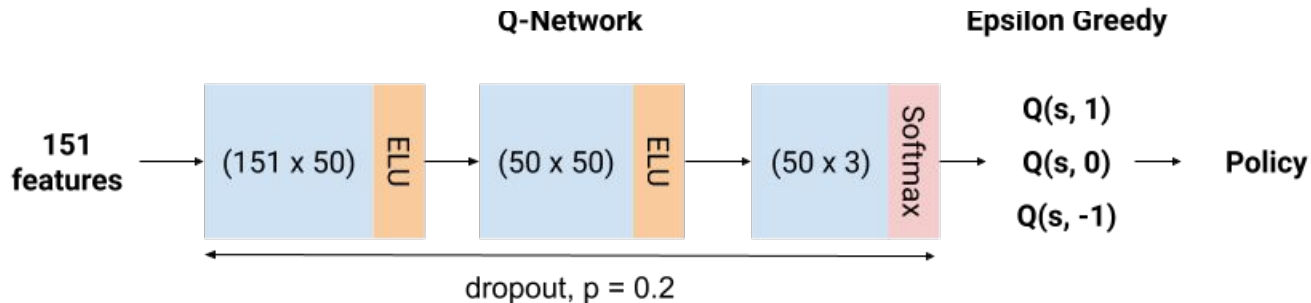 Q-Network
Epsilon Greedy
151
features
(151 x 50)
ELU
(50 x 50)
ELU
(50 x 3)
Softmax
Q(s, 1)
Q(s, 0)
Q(s, -1)
Policy
dropout, p = 0.2